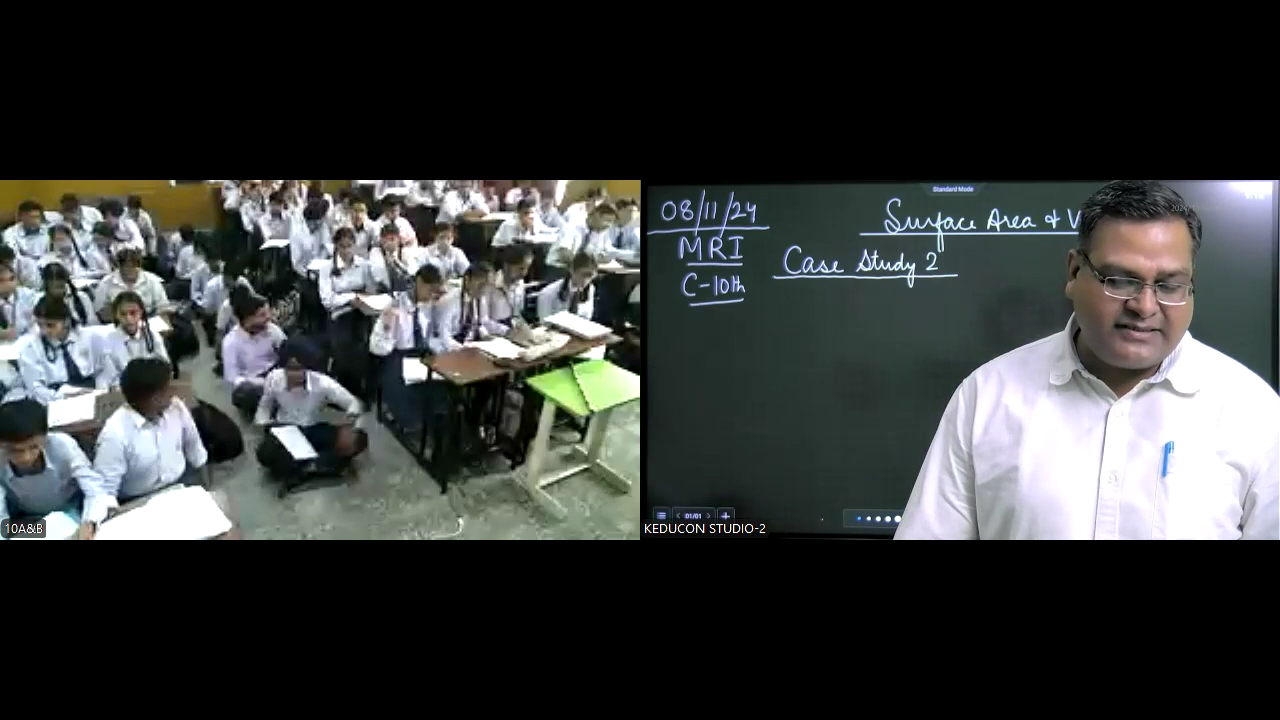 Standard Mode
08/11/24
Surface Area & V
MRI
Case Study 2
C-10th
01/01
10A&B
KEDUCON STUDIO-2